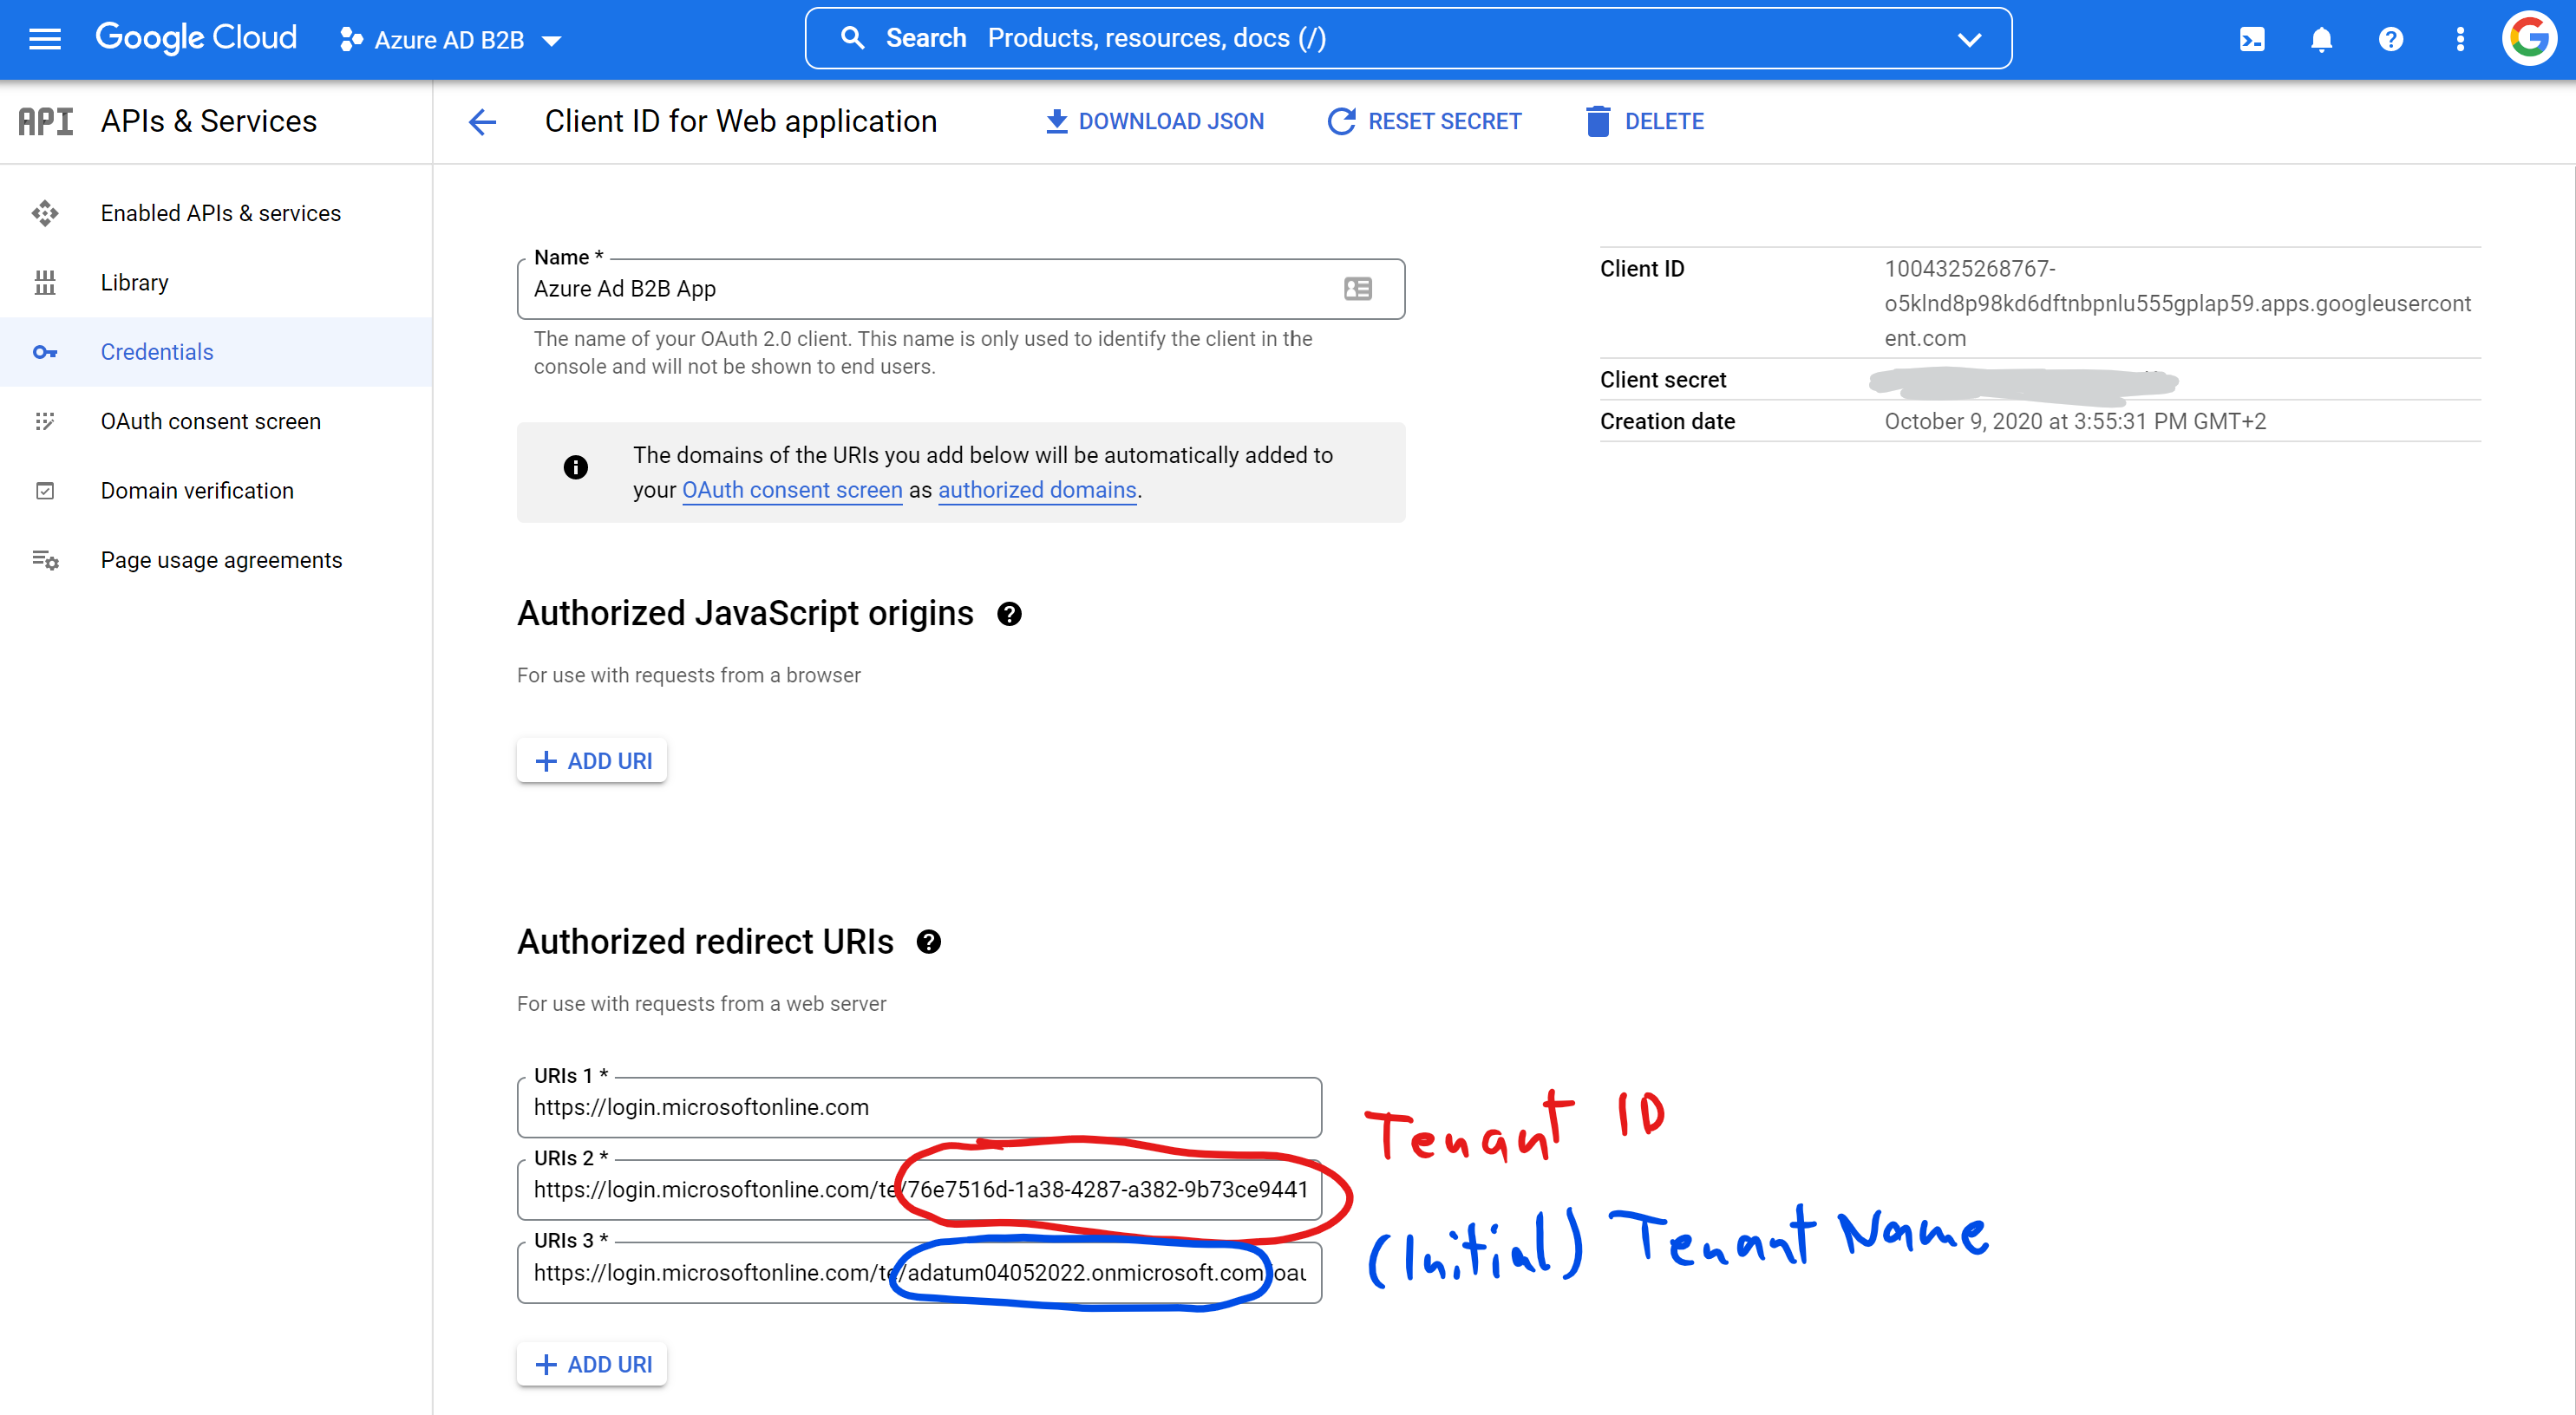 Google Cloud
Azure AD B2B
Search Products, resources, docs (/)
API APIs & Services
Client ID for Web application
DOWNLOAD JSON
RESET SECRET
DELETE
Enabled APIs & services
Library
Credentials
OAuth consent screen
Domain verification
Page usage agreements
Name *
Azure Ad B2B App
The name of your OAuth 2.0 client. This name is only used to identify the client in the
console and will not be shown to end users.
The domains of the URIs you add below will be automatically added to
your OAuth consent screen as authorized domains.
Client ID
1004325268767-
o5klnd8p98kd6dftnbpnlu555gplap59.apps.googleusercont
ent.com
Client secret
Creation date
October 9, 2020 at 3:55:31 PM GMT+2
Authorized JavaScript origins
For use with requests from a browser
ADD URI
Authorized redirect URIs
For use with requests from a web server
URIs 1 *
https://login.microsoftonline.com
URIs 2 *
https://login.microsoftonline.com/te/76e7516d-1a38-4287-a382-9b73ce9441
Tenant ID
URIs 3 *
https://login.microsoftonline.com/te/adatum04052022.onmicrosoft.com/oau
(Initial) Tenant Name
ADD URI